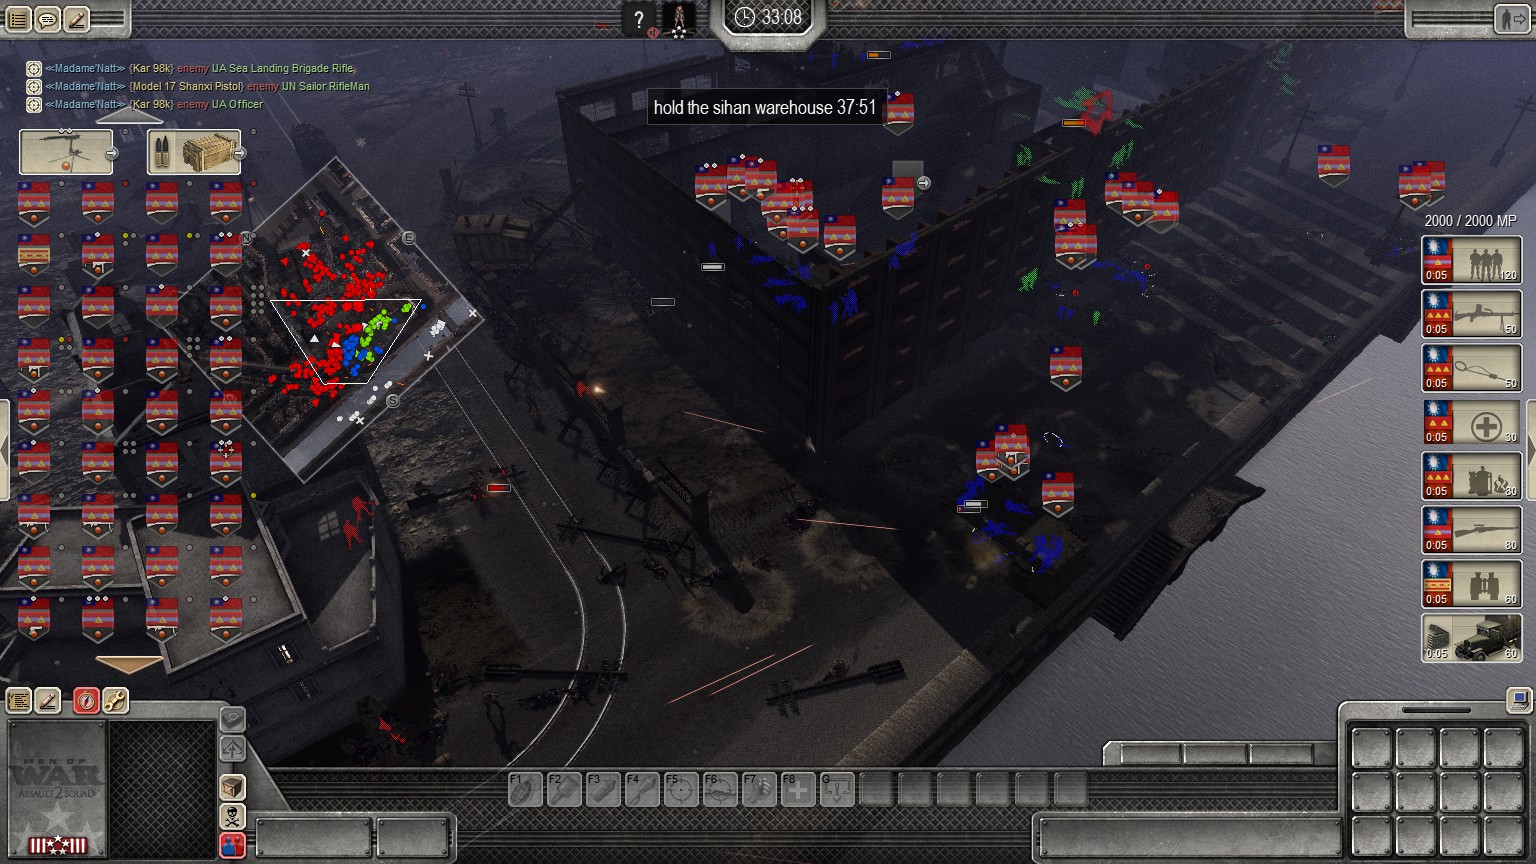 ?
33:08
<<Madame'Natt>> {Kar 98k} enemy UA Sea Landing Brigade Rifle
<<Madame'Natt>> {Model 17 Shanxi Pistol} enemy UN Sailor RifleMan
<<Madame'Natt>> {Kar 98k} enemy UA Officer
hold the sihan warehouse 37:51
N
E
S
2000 / 2000 MP
0:05 120
0:05 50
0:05 50
0:05 30
0:05 80
0:05 80
0:05 60
0:05 60
MEN OF
WAR
ASSAULT SQUAD 2
F1 F2 F3 F4 F5 F6 F7 F8 G